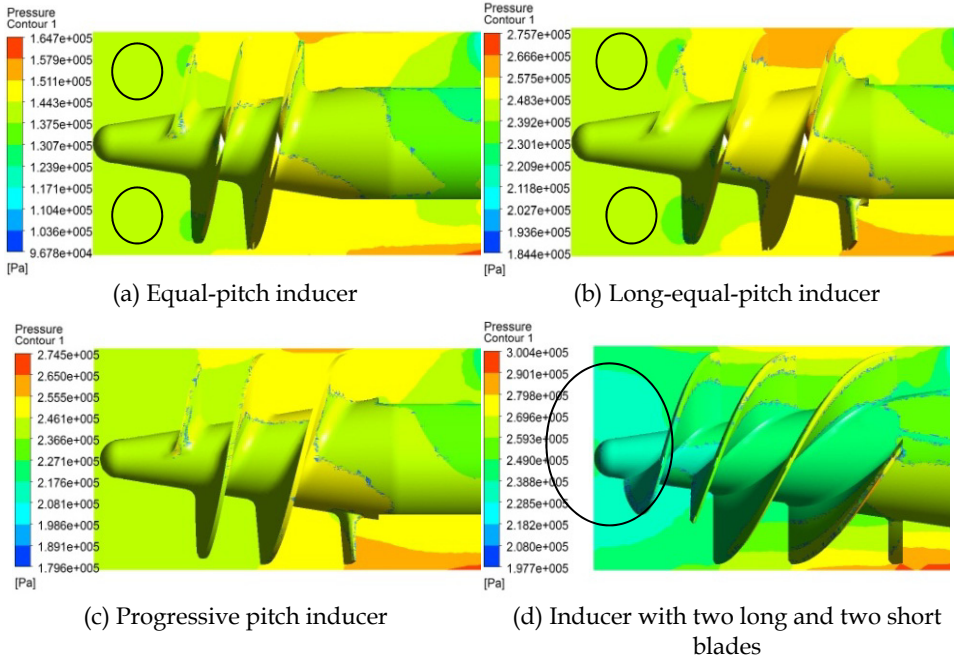 Pressure
Contour 1
1.647e+005
1.579e+005
1.511e+005
1.443e+005
1.375e+005
1.307e+005
1.239e+005
1.171e+005
1.104e+005
1.036e+005
9.678e+004
[Pa]
(a) Equal-pitch inducer
Pressure
Contour 1
2.757e+005
2.666e+005
2.575e+005
2.483e+005
2.392e+005
2.301e+005
2.209e+005
2.118e+005
2.027e+005
1.936e+005
1.844e+005
[Pa]
(b) Long-equal-pitch inducer
Pressure
Contour 1
2.745e+005
2.650e+005
2.555e+005
2.461e+005
2.366e+005
2.271e+005
2.176e+005
2.081e+005
1.986e+005
1.891e+005
1.796e+005
[Pa]
(c) Progressive pitch inducer
Pressure
Contour 1
3.004e+005
2.901e+005
2.798e+005
2.696e+005
2.593e+005
2.490e+005
2.388e+005
2.285e+005
2.182e+005
2.080e+005
1.977e+005
[Pa]
(d) Inducer with two long and two short
blades